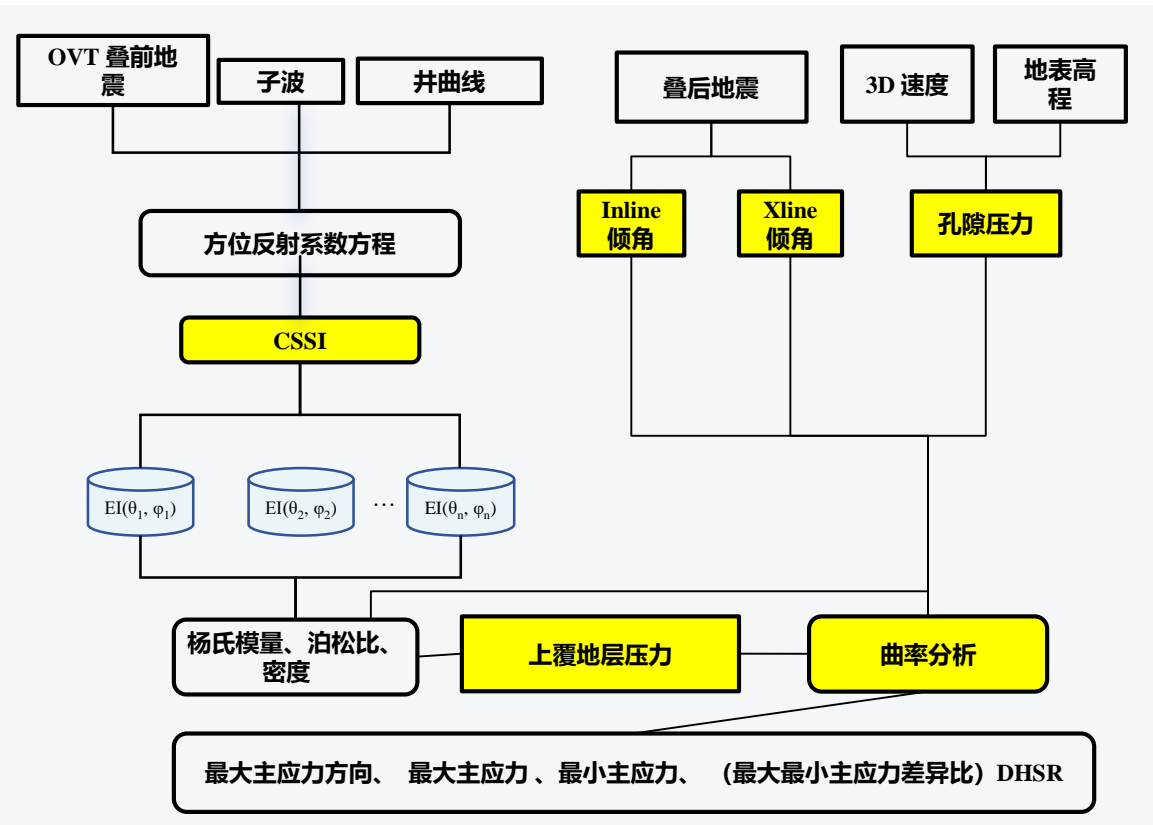 OVT 叠前地
震
子波
井曲线
叠后地震
3D 速度
地表高
程
Inline
倾角
Xline
倾角
孔隙压力
方位反射系数方程
CSSI
EI(θ₁, φ₁)
EI(θ₂, φ₂)
…
EI(θₙ, φₙ)
杨氏模量、泊松比、
密度
上覆地层压力
曲率分析
最大主应力方向、 最大主应力 、最小主应力、 （最大最小主应力差异比）DHSR